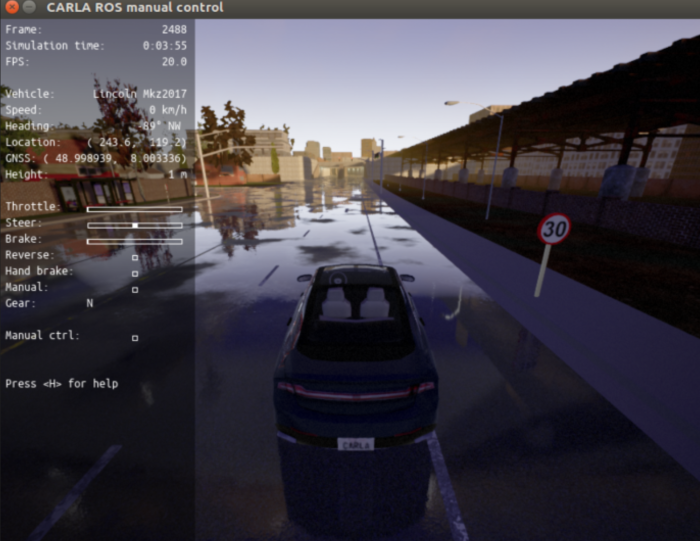 CARLA ROS manual control
Frame: 2488
Simulation time: 0:03:55
FPS: 20.0
Vehicle: Lincoln Mkz2017
Speed: 0 km/h
Heading: -89° NW
Location: ( 243.6, 119.2)
GNSS: ( 48.998939, 8.003336)
Height: 1 m
Throttle:
Steer:
Brake:
Reverse:
Hand brake:
Manual:
Gear: N
Manual ctrl:
Press <H> for help
30
CARLA